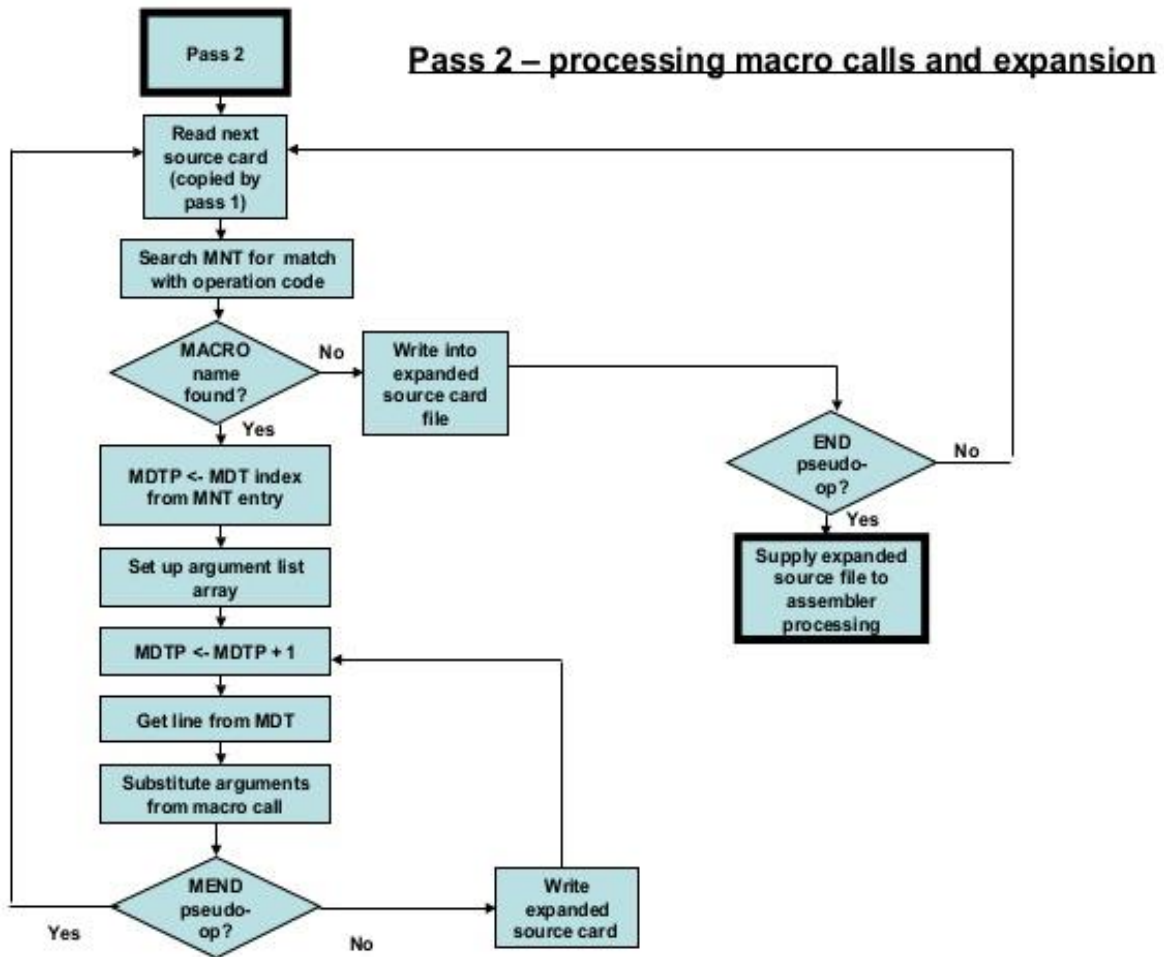 Pass 2
Pass 2 – processing macro calls and expansion
Read next
source card
(copied by
pass 1)
Search MNT for match
with operation code
MACRO
name
found?
No
Write into
expanded
source card
file
Yes
END
pseudo-
op?
No
Yes
MDTP <- MDT index
from MNT entry
Set up argument list
array
Supply expanded
source file to
assembler
processing
MDTP <- MDTP + 1
Get line from MDT
Substitute arguments
from macro call
MEND
pseudo-
op?
Yes
No
Write
expanded
source card